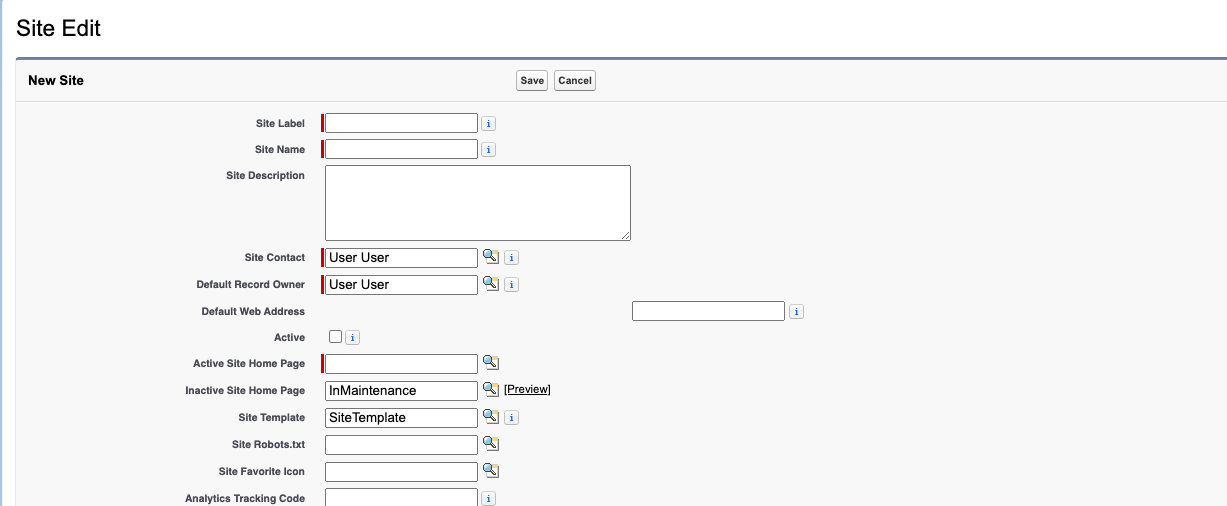 Site Edit
New Site Save Cancel
Site Label i
Site Name i
Site Description
Site Contact User User i
Default Record Owner User User i
Default Web Address i
Active i
Active Site Home Page
Inactive Site Home Page InMaintenance [Preview]
Site Template SiteTemplate i
Site Robots.txt
Site Favorite Icon
Analytics Tracking Code i